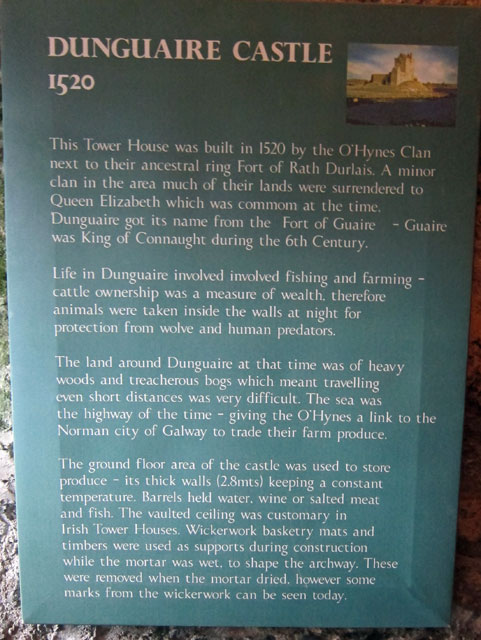 DUNGUAIRE CASTLE
1520
This Tower House was built in 1520 by the O'Hynes Clan
next to their ancestral ring Fort of Rath Durlais. A minor
clan in the area much of their lands were surrendered to
Queen Elizabeth which was commom at the time.
Dunguaire got its name from the Fort of Guaire - Guaire
was King of Connaught during the 6th Century.
Life in Dunguaire involved involved fishing and farming -
cattle ownership was a measure of wealth, therefore
animals were taken inside the walls at night for
protection from wolve and human predators.
The land around Dunguaire at that time was of heavy
woods and treacherous bogs which meant travelling
even short distances was very difficult. The sea was
the highway of the time - giving the O'Hynes a link to the
Norman city of Galway to trade their farm produce.
The ground floor area of the castle was used to store
produce - its thick walls (2.8mts) keeping a constant
temperature. Barrels held water, wine or salted meat
and fish. The vaulted ceiling was customary in
Irish Tower Houses. Wickerwork basketry mats and
timbers were used as supports during construction
while the mortar was wet, to shape the archway. These
were removed when the mortar dried, however some
marks from the wickerwork can be seen today.